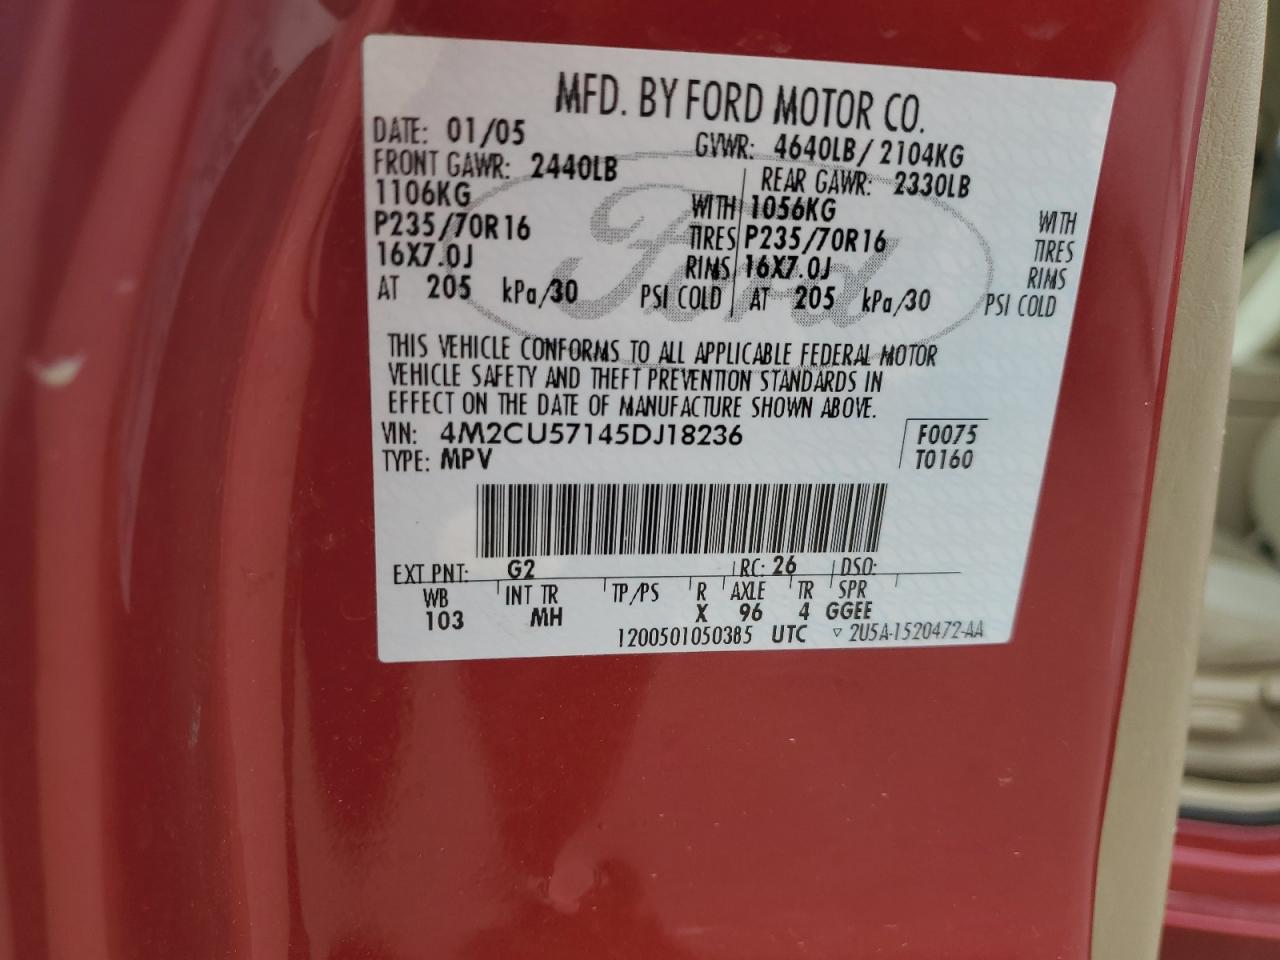 MFD. BY FORD MOTOR CO.
DATE: 01/05 GVWR: 4640LB/ 2104KG
FRONT GAWR: 2440LB REAR GAWR: 2330LB
1106KG WITH 1056KG WITH
P235/70R16 TIRES P235/70R16 TIRES
16X7.0J RIMS 16X7.0J RIMS
AT 205 kPa/30 PSI COLD AT 205 kPa/30 PSI COLD
Ford
THIS VEHICLE CONFORMS TO ALL APPLICABLE FEDERAL MOTOR
VEHICLE SAFETY AND THEFT PREVENTION STANDARDS IN
EFFECT ON THE DATE OF MANUFACTURE SHOWN ABOVE.
VIN: 4M2CU57145DJ18236 F0075
TYPE: MPV T0160
EXT PNT: G2 RC: 26 DSO:
WB INT TR TP/PS R AXLE TR SPR
103 MH X 96 4 GGEE
1200501050385 UTC ▽ 2U5A-1520472-AA